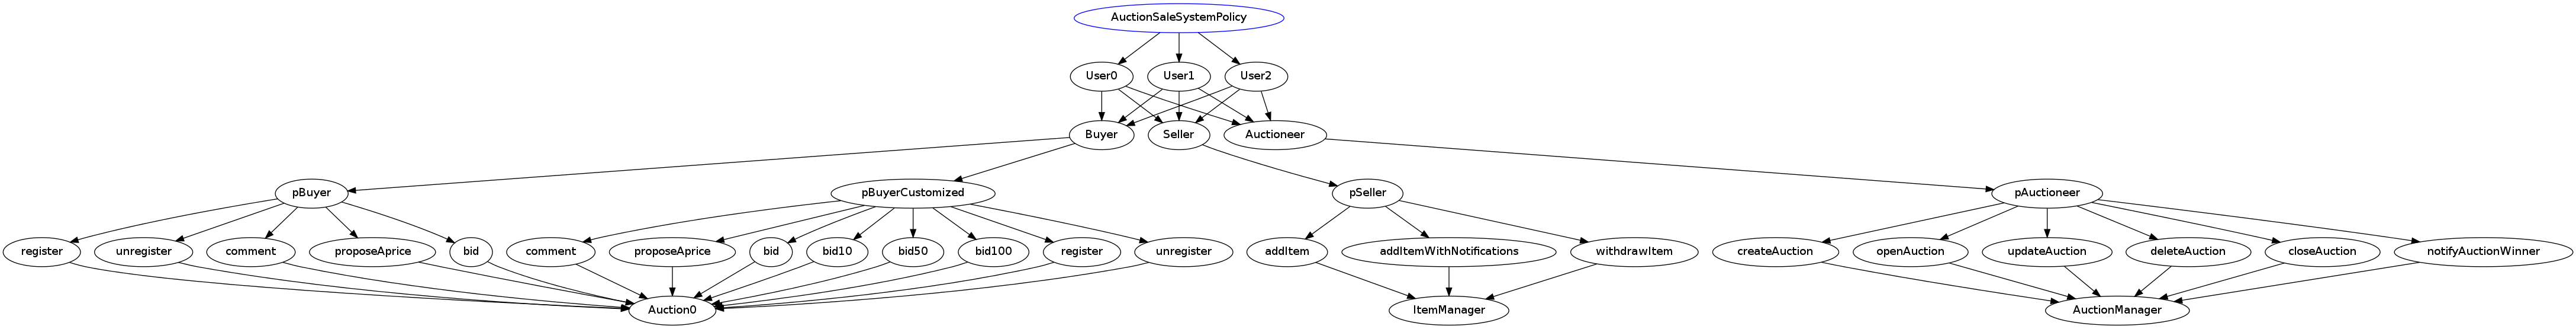 AuctionSaleSystemPolicy
User0 User1 User2
Buyer Seller Auctioneer
pBuyer pBuyerCustomized pSeller pAuctioneer
register unregister comment proposeAprice bid comment proposeAprice bid bid10 bid50 bid100 register unregister addItem addItemWithNotifications withdrawItem createAuction openAuction updateAuction deleteAuction closeAuction notifyAuctionWinner
Auction0 ItemManager AuctionManager